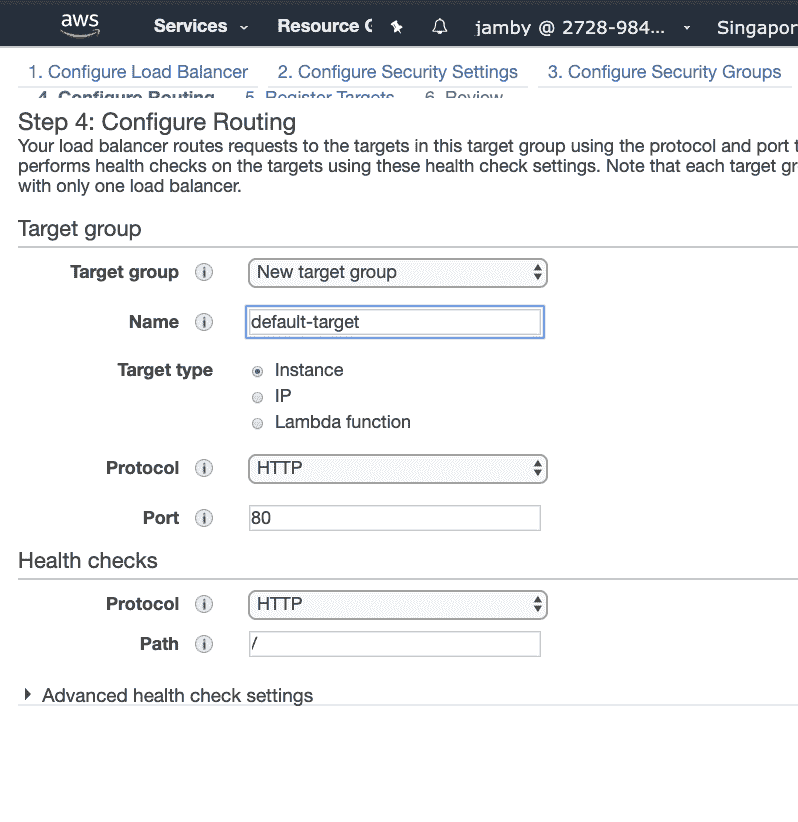 aws Services Resource G jamby @ 2728-984... Singapor
1. Configure Load Balancer 2. Configure Security Settings 3. Configure Security Groups
4. Configure Routing 5. Register Targets 6. Review
Step 4: Configure Routing
Your load balancer routes requests to the targets in this target group using the protocol and port t
performs health checks on the targets using these health check settings. Note that each target gr
with only one load balancer.
Target group
Target group i New target group
Name i default-target
Target type Instance
IP
Lambda function
Protocol i HTTP
Port i 80
Health checks
Protocol i HTTP
Path i /
Advanced health check settings